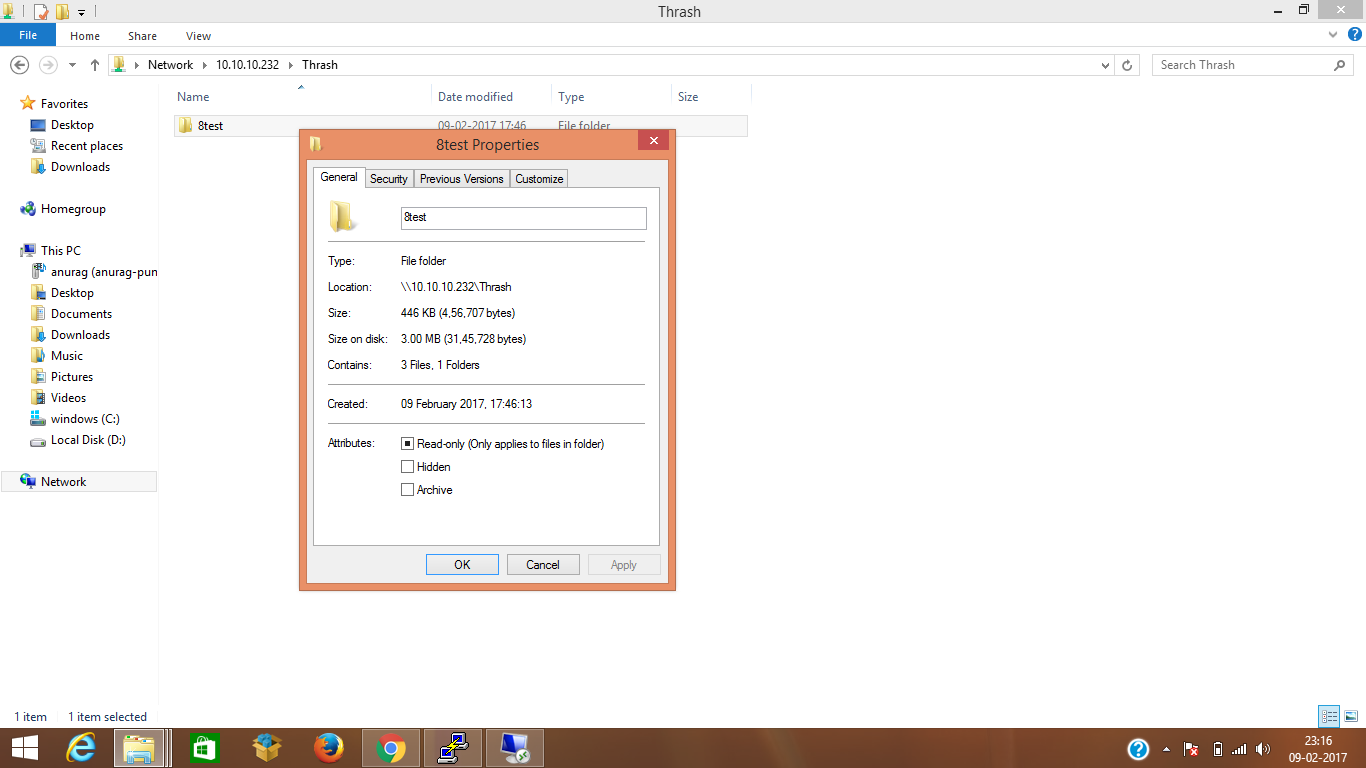 Thrash
File Home Share View
Network 10.10.10.232 Thrash Search Thrash
Name Date modified Type Size
8test 09-02-2017 17:46 File folder
Favorites
Desktop
Recent places
Downloads
Homegroup
This PC
anurag (anurag-pun
Desktop
Documents
Downloads
Music
Pictures
Videos
windows (C:)
Local Disk (D:)
Network
8test Properties
General Security Previous Versions Customize
8test
Type: File folder
Location: \\10.10.10.232\Thrash
Size: 446 KB (4,56,707 bytes)
Size on disk: 3.00 MB (31,45,728 bytes)
Contains: 3 Files, 1 Folders
Created: 09 February 2017, 17:46:13
Attributes: Read-only (Only applies to files in folder)
Hidden
Archive
OK Cancel Apply
1 item 1 item selected
23:16
09-02-2017